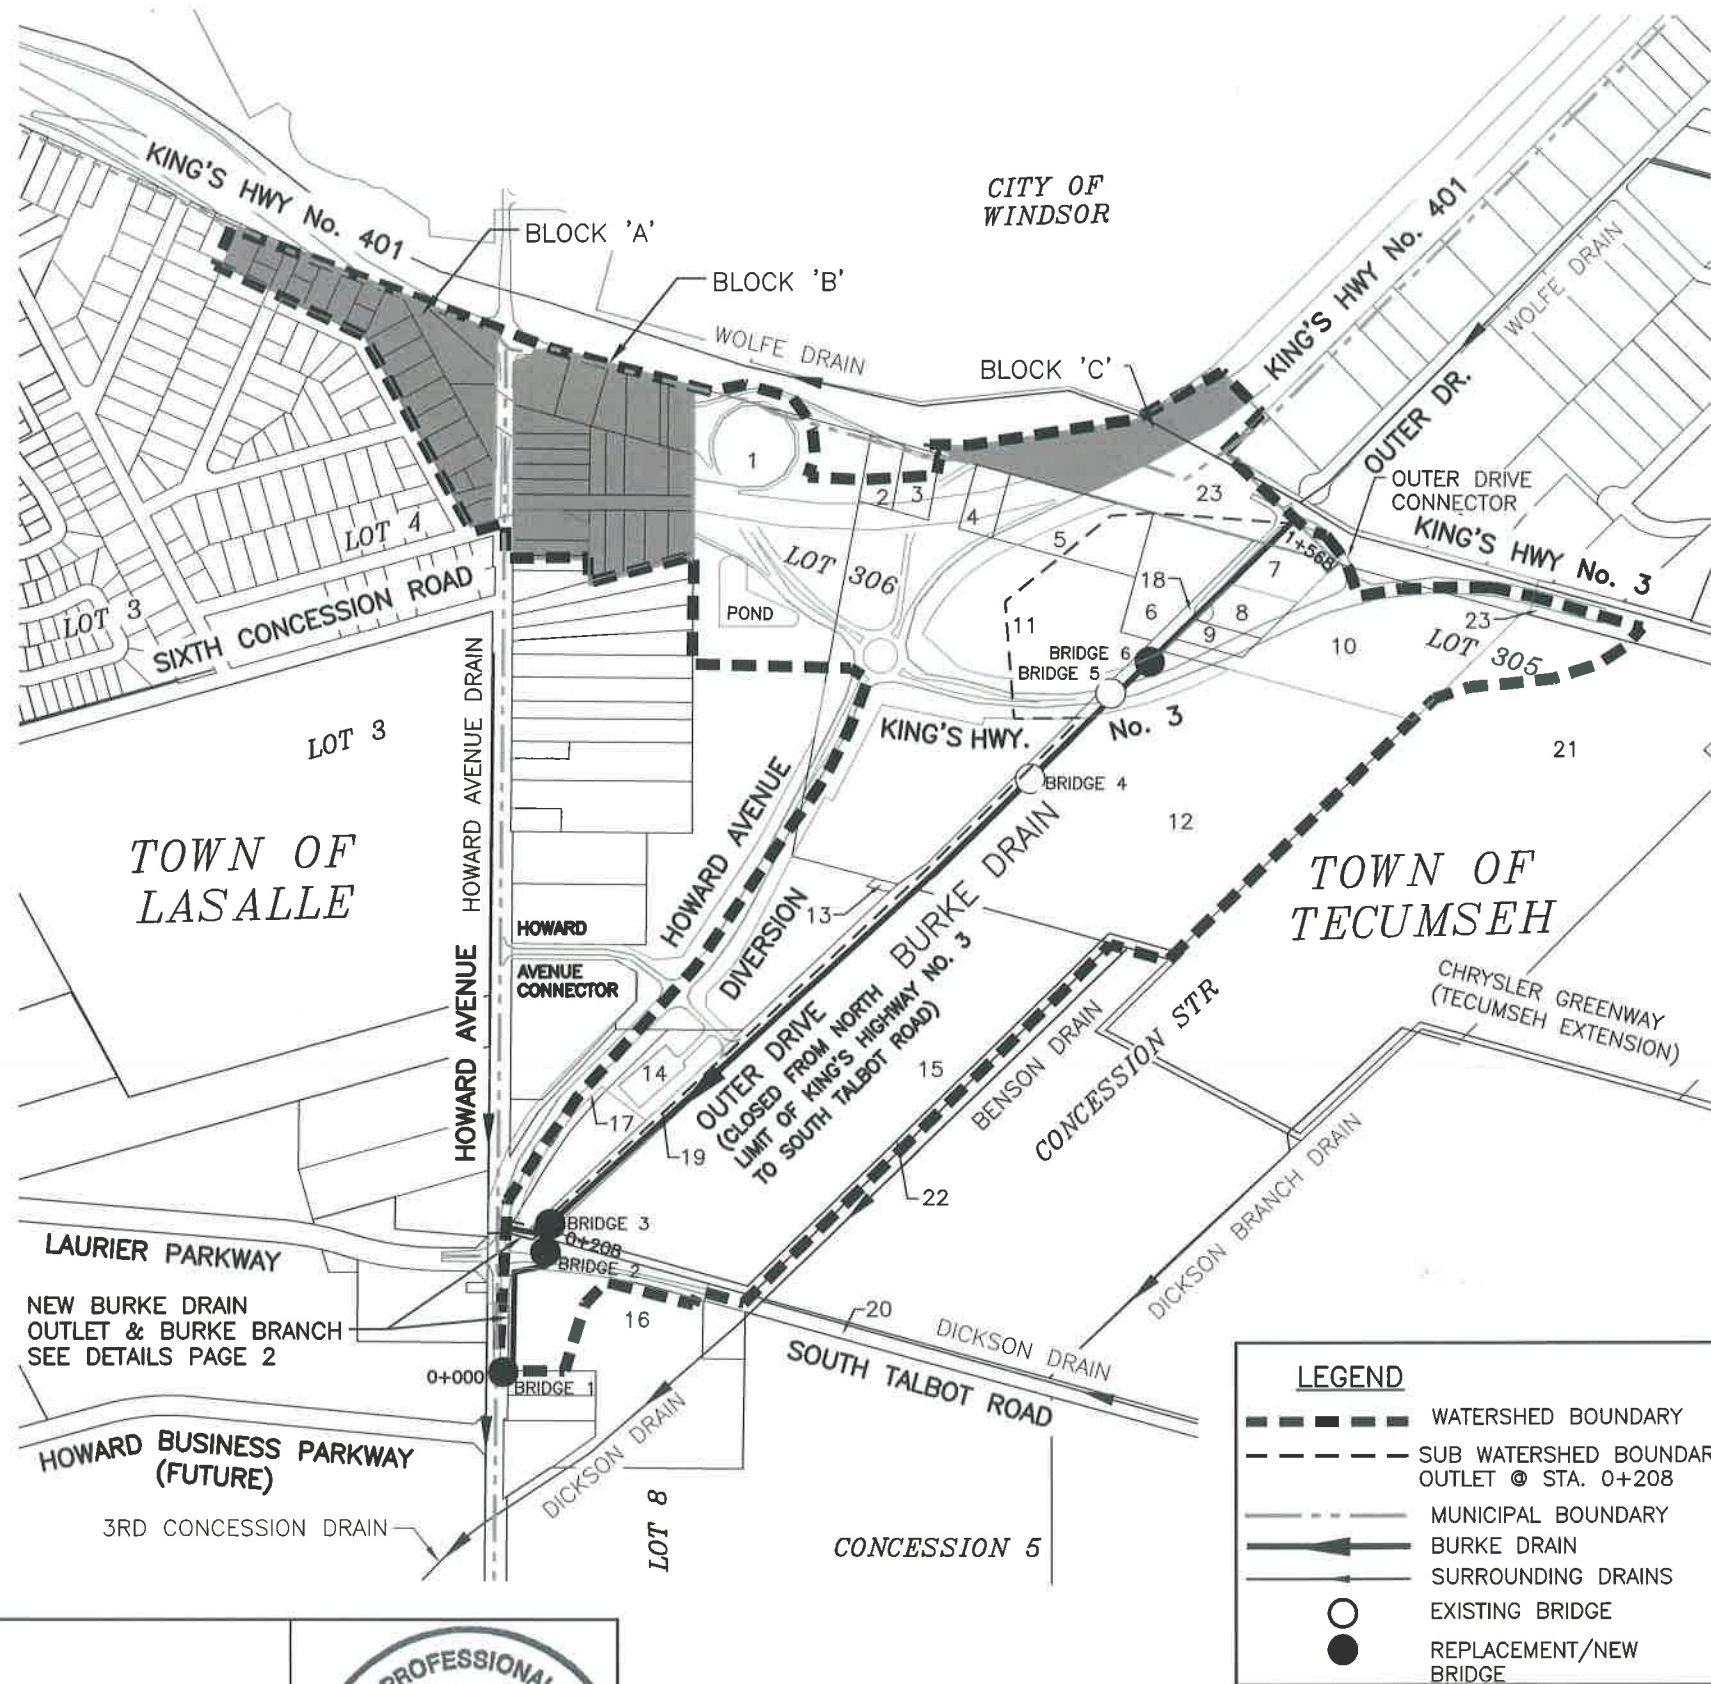 CITY OF
WINDSOR
KING'S HWY No. 401
BLOCK 'A'
BLOCK 'B'
WOLFE DRAIN
BLOCK 'C'
KING'S HWY No. 401
WOLFE DRAIN
OUTER DR.
OUTER DRIVE
CONNECTOR
KING'S HWY No. 3
1
2
3
4
5
23
7
1+568
18
6
8
9
11
10
23
LOT 305
LOT 306
POND
LOT 4
LOT 3
SIXTH CONCESSION ROAD
LOT 3
HOWARD AVENUE DRAIN
BRIDGE 6
BRIDGE 5
KING'S HWY. No. 3
BRIDGE 4
21
12
TOWN OF
LASALLE
TOWN OF
TECUMSEH
HOWARD AVENUE
DIVERSION
13
BURKE DRAIN
HOWARD
AVENUE
CONNECTOR
HOWARD AVENUE
OUTER DRIVE
(CLOSED FROM NORTH
LIMIT OF KING'S HIGHWAY NO. 3
TO SOUTH TALBOT ROAD)
14
17
19
15
BENSON DRAIN
CONCESSION STR
CHRYSLER GREENWAY
(TECUMSEH EXTENSION)
22
DICKSON BRANCH DRAIN
BRIDGE 3
0+208
BRIDGE 2
LAURIER PARKWAY
NEW BURKE DRAIN
OUTLET & BURKE BRANCH
SEE DETAILS PAGE 2
16
20
DICKSON DRAIN
SOUTH TALBOT ROAD
0+000
BRIDGE 1
HOWARD BUSINESS PARKWAY
(FUTURE)
DICKSON DRAIN
3RD CONCESSION DRAIN
LOT 8
CONCESSION 5
LEGEND
WATERSHED BOUNDARY
SUB WATERSHED BOUNDAR
OUTLET @ STA. 0+208
MUNICIPAL BOUNDARY
BURKE DRAIN
SURROUNDING DRAINS
EXISTING BRIDGE
REPLACEMENT/NEW
BRIDGE
PROFESSIONAL